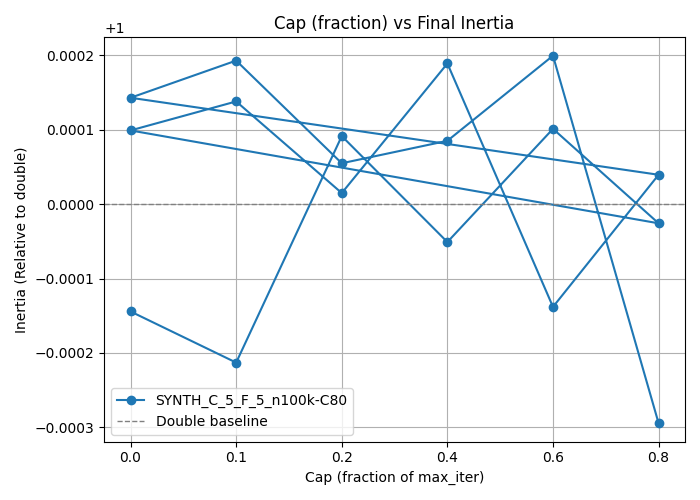 Cap (fraction) vs Final Inertia
+1
0.0002
0.0001
0.0000
−0.0001
−0.0002
−0.0003
Inertia (Relative to double)
SYNTH_C_5_F_5_n100k-C80
Double baseline
0.0 0.1 0.2 0.4 0.6 0.8
Cap (fraction of max_iter)